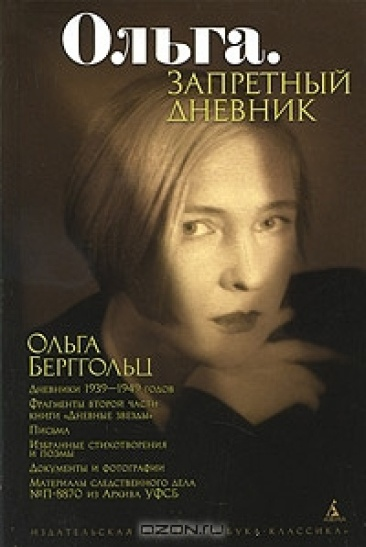 Ольга.
ЗАПРЕТНЫЙ
ДНЕВНИК
ОЛЬГА
БЕРГГОЛЬЦ
ДНЕВНИКИ 1939—1949 ГОДОВ
ФРАГМЕНТЫ ВТОРОЙ ЧАСТИ
КНИГИ «ДНЕВНЫЕ ЗВЕЗДЫ»
ПИСЬМА
ИЗБРАННЫЕ СТИХОТВОРЕНИЯ
И ПОЭМЫ
ДОКУМЕНТЫ И ФОТОГРАФИИ
МАТЕРИАЛЫ СЛЕДСТВЕННОГО ДЕЛА
№П-8870 ИЗ АРХИВА УФСБ
АЗБУКА
ИЗДАТЕЛЬСКАЯ КЛАССИКА»
OZON.ru